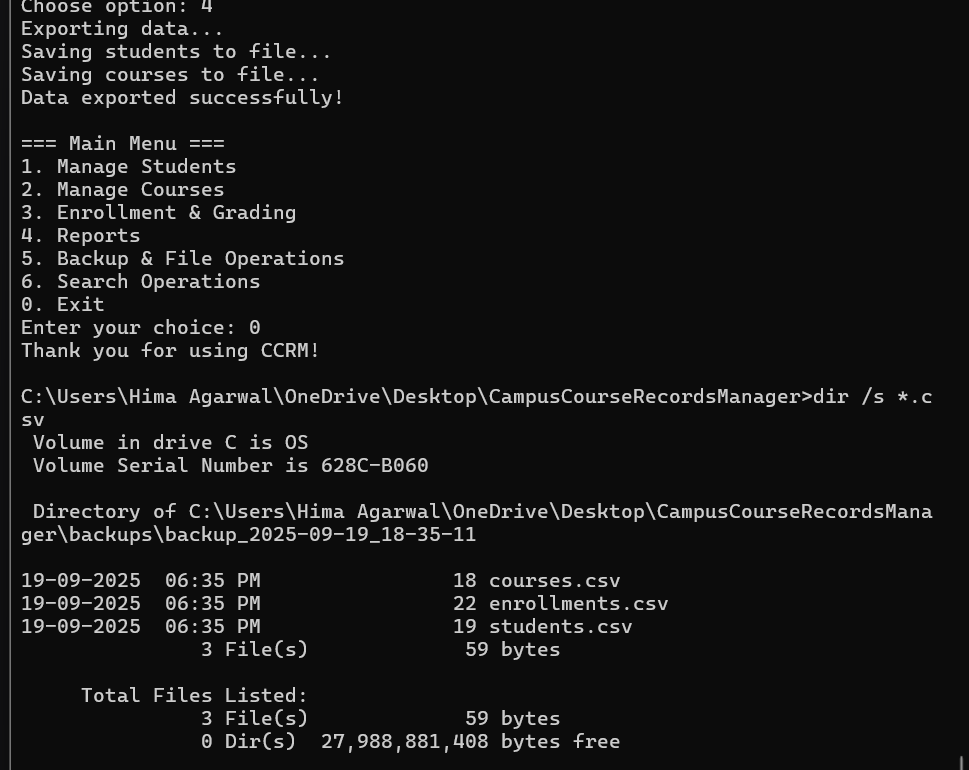 Choose option: 4
Exporting data...
Saving students to file...
Saving courses to file...
Data exported successfully!
=== Main Menu ===
1. Manage Students
2. Manage Courses
3. Enrollment & Grading
4. Reports
5. Backup & File Operations
6. Search Operations
0. Exit
Enter your choice: 0
Thank you for using CCRM!
C:\Users\Hima Agarwal\OneDrive\Desktop\CampusCourseRecordsManager>dir /s *.c
sv
Volume in drive C is OS
Volume Serial Number is 628C-B060
Directory of C:\Users\Hima Agarwal\OneDrive\Desktop\CampusCourseRecordsMana
ger\backups\backup_2025-09-19_18-35-11
19-09-2025  06:35 PM                18 courses.csv
19-09-2025  06:35 PM                22 enrollments.csv
19-09-2025  06:35 PM                19 students.csv
3 File(s)             59 bytes
Total Files Listed:
3 File(s)             59 bytes
0 Dir(s)  27,988,881,408 bytes free